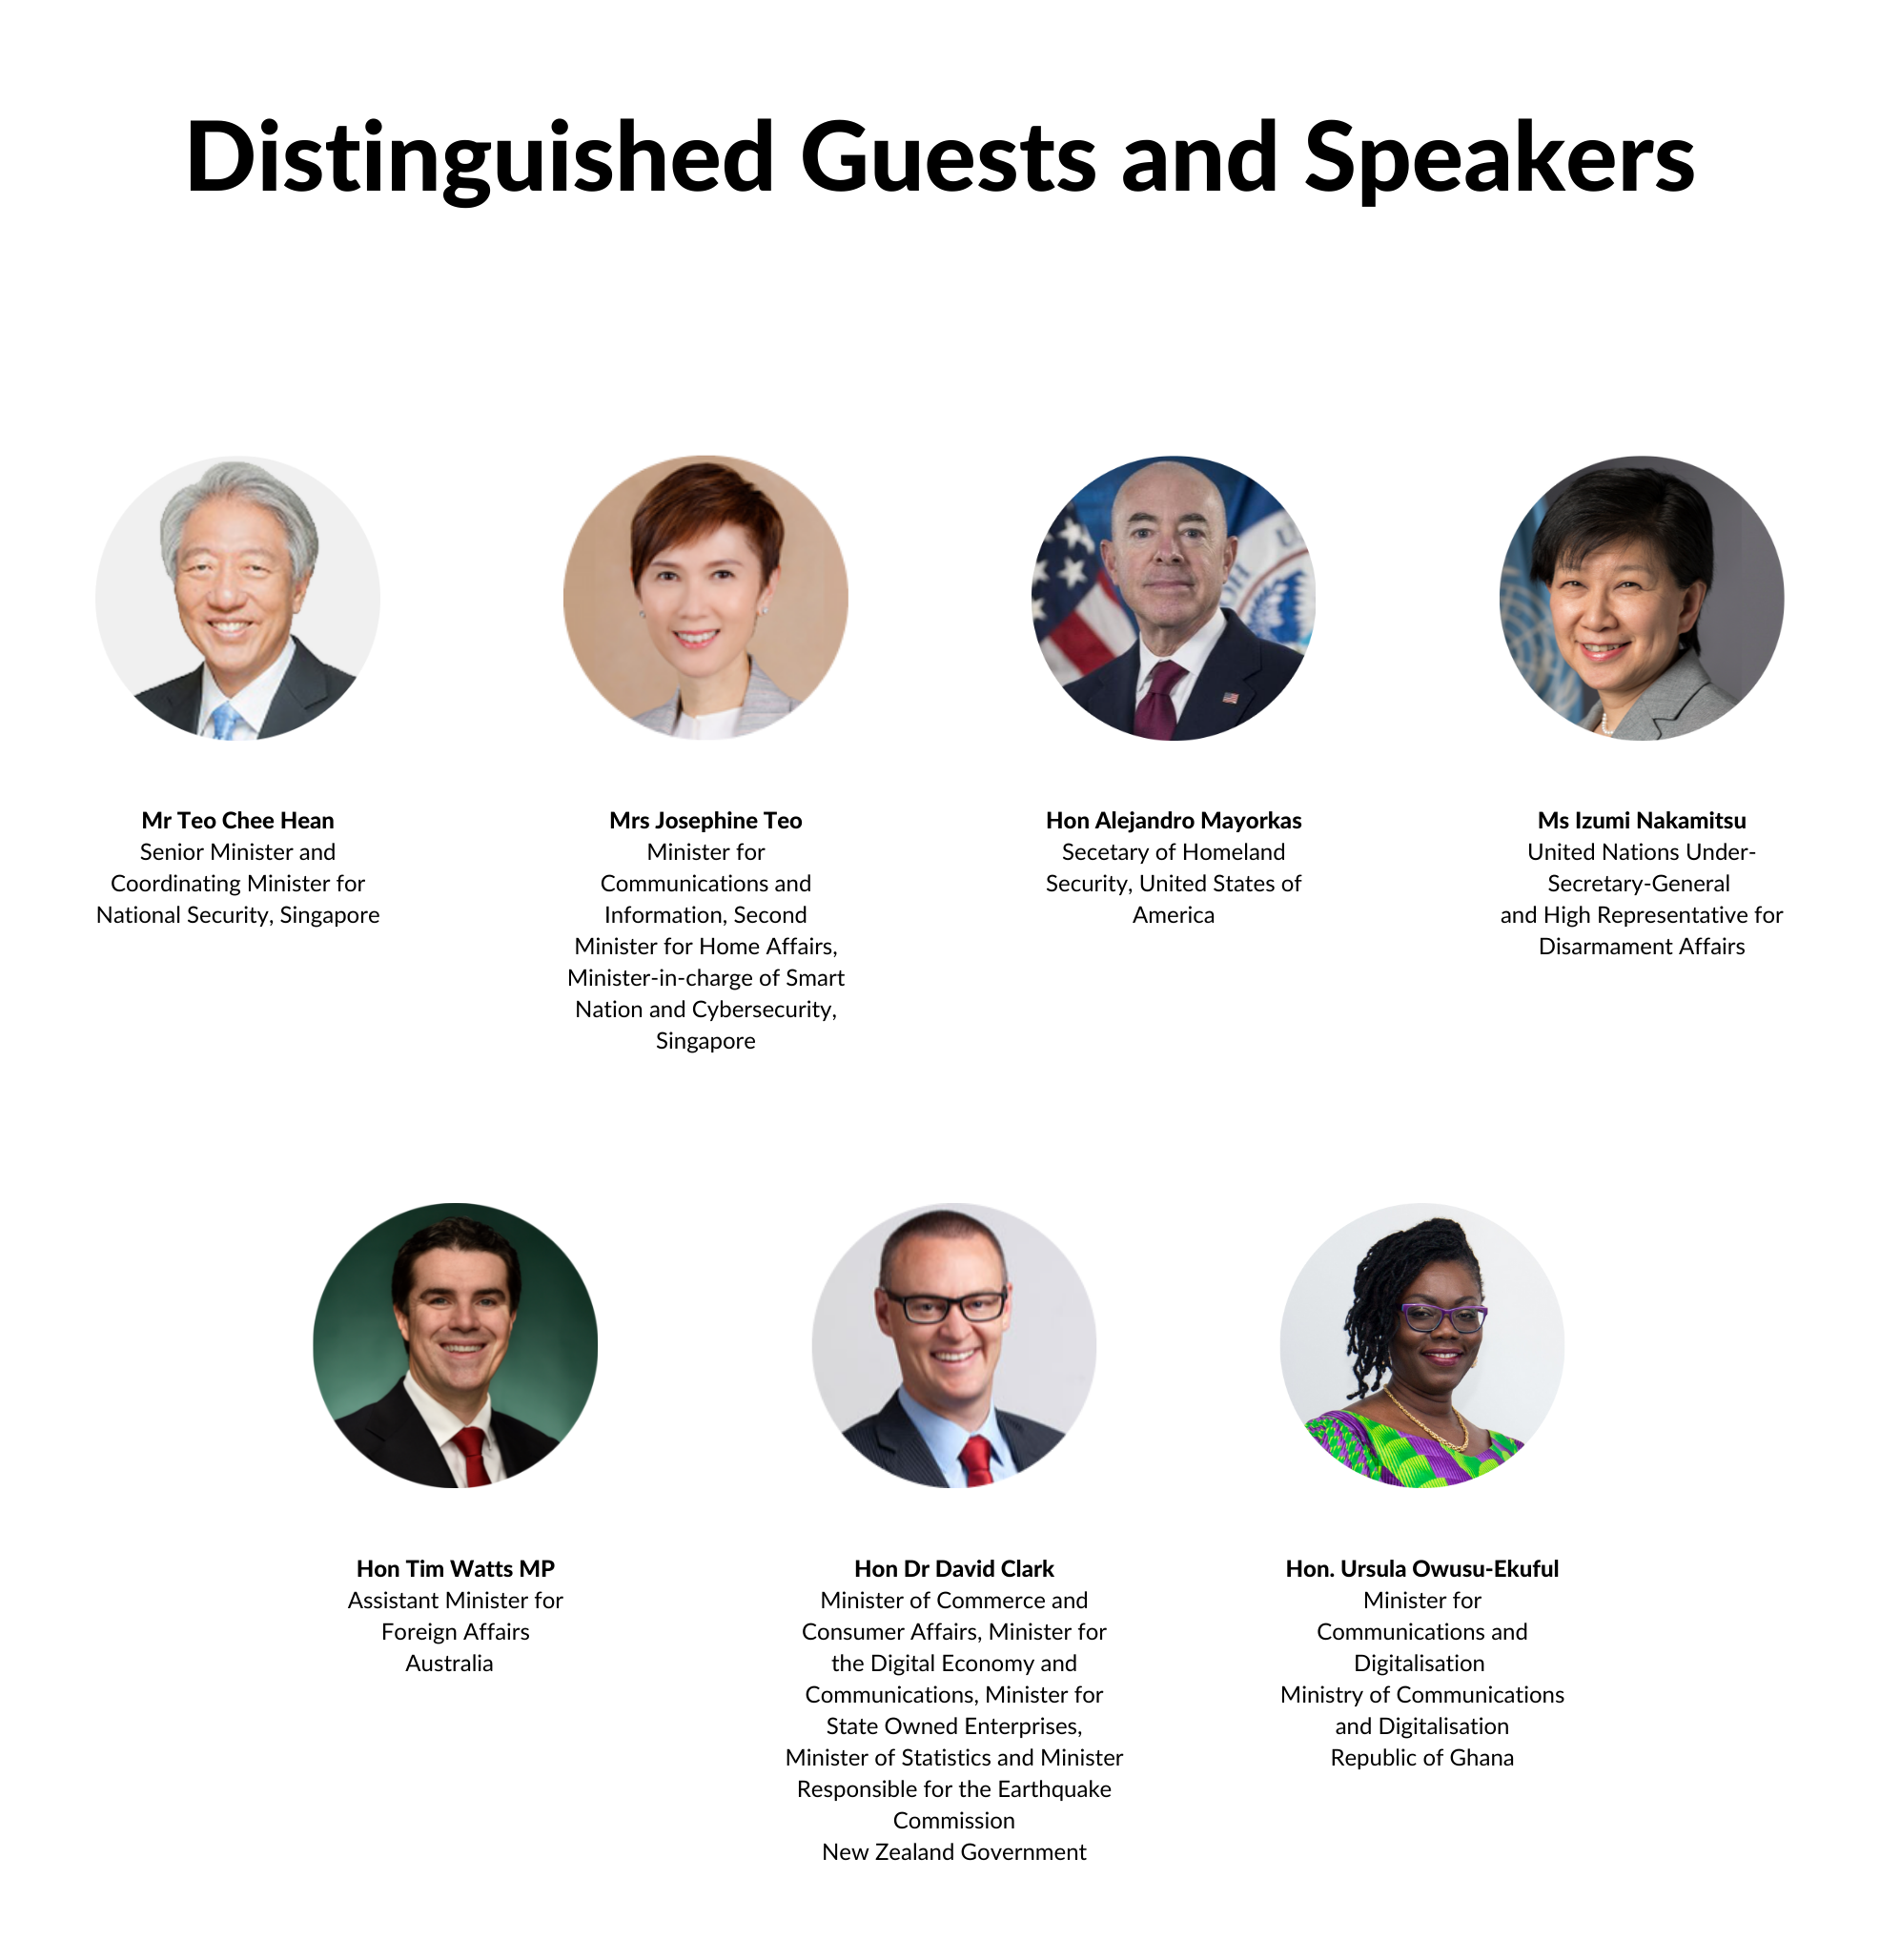 Distinguished Guests and Speakers
Mr Teo Chee Hean
Senior Minister and
Coordinating Minister for
National Security, Singapore
Mrs Josephine Teo
Minister for
Communications and
Information, Second
Minister for Home Affairs,
Minister-in-charge of Smart
Nation and Cybersecurity,
Singapore
Hon Alejandro Mayorkas
Secetary of Homeland
Security, United States of
America
Ms Izumi Nakamitsu
United Nations Under-
Secretary-General
and High Representative for
Disarmament Affairs
Hon Tim Watts MP
Assistant Minister for
Foreign Affairs
Australia
Hon Dr David Clark
Minister of Commerce and
Consumer Affairs, Minister for
the Digital Economy and
Communications, Minister for
State Owned Enterprises,
Minister of Statistics and Minister
Responsible for the Earthquake
Commission
New Zealand Government
Hon. Ursula Owusu-Ekuful
Minister for
Communications and
Digitalisation
Ministry of Communications
and Digitalisation
Republic of Ghana